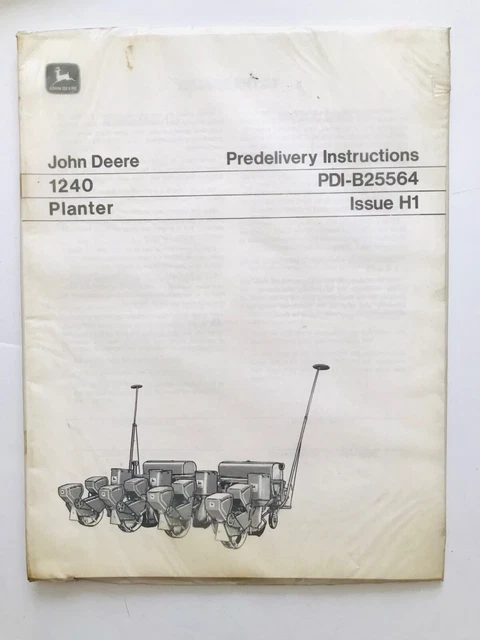 JOHN DEERE
John Deere Predelivery Instructions
1240 PDI-B25564
Planter Issue H1